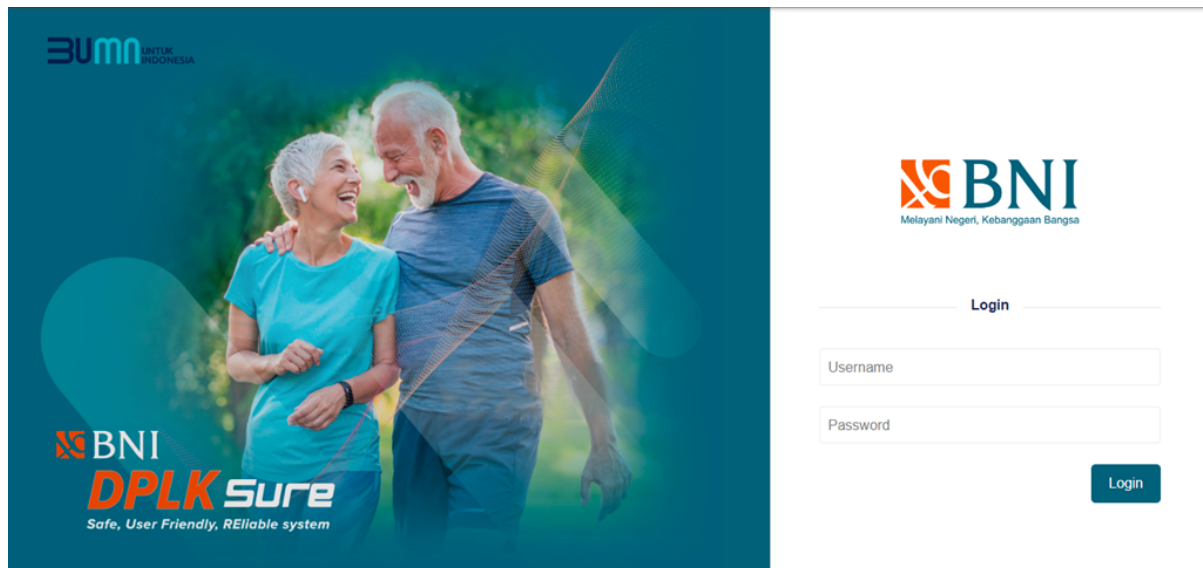 BUMN UNTUK
INDONESIA
BNI
DPLK Sure
Safe, User Friendly, REliable system
BNI
Melayani Negeri, Kebanggaan Bangsa
Login
Username
Password
Login